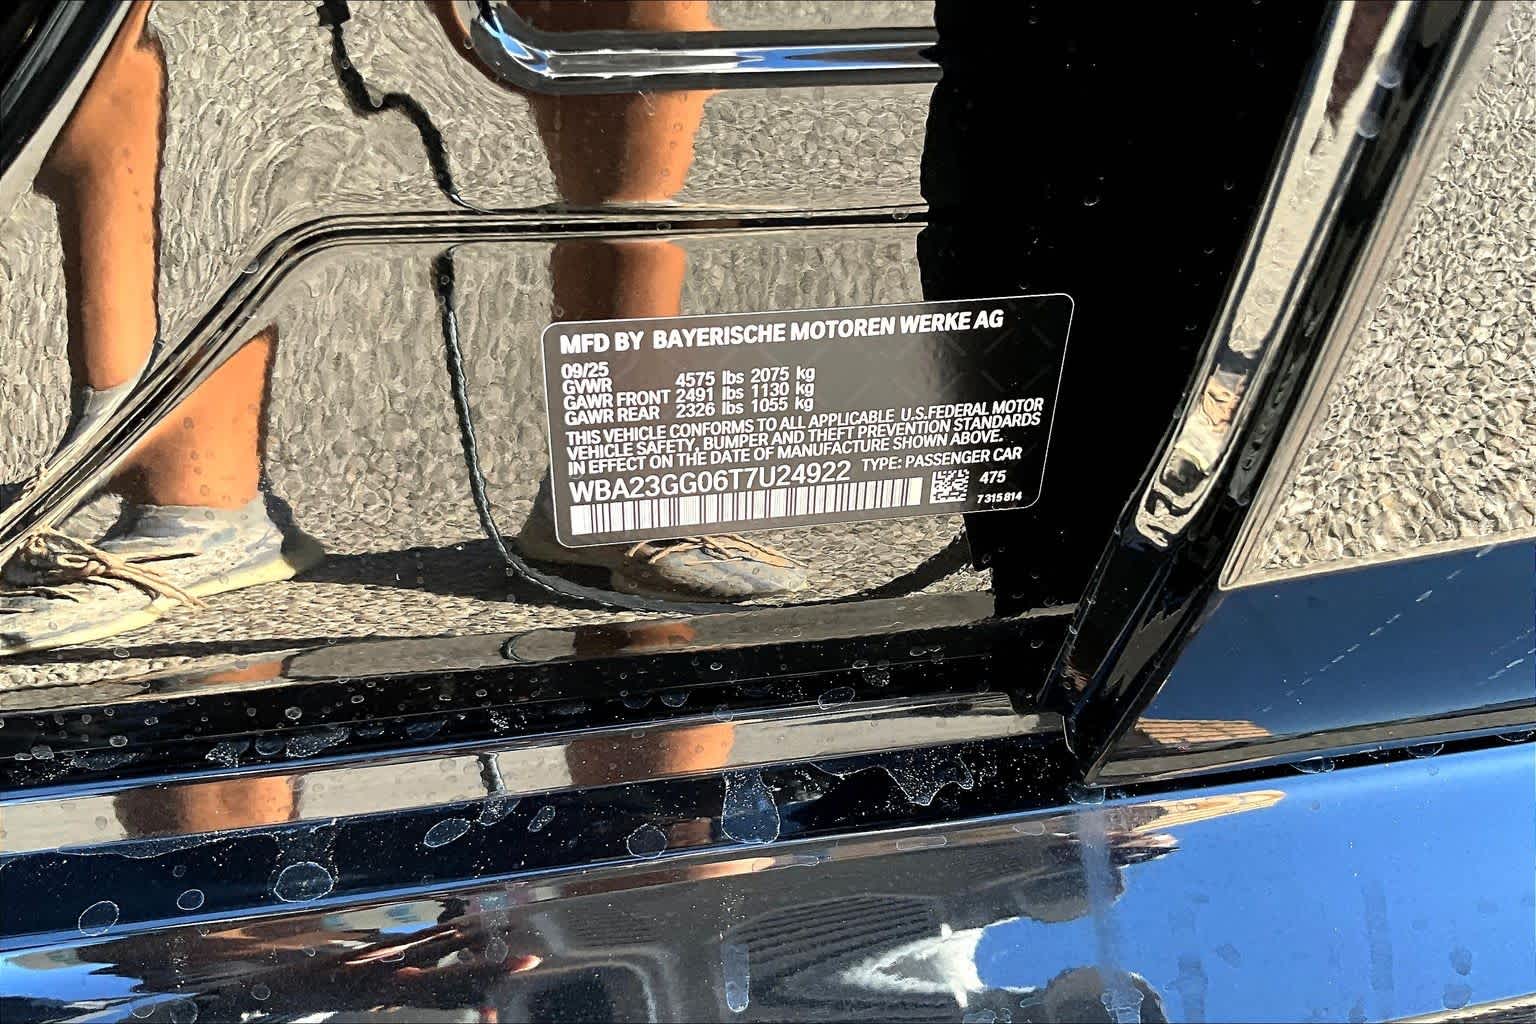 MFD BY BAYERISCHE MOTOREN WERKE AG
09/25
GVWR 4575 lbs 2075 kg
GAWR FRONT 2491 lbs 1130 kg
GAWR REAR 2326 lbs 1055 kg
THIS VEHICLE CONFORMS TO ALL APPLICABLE U.S.FEDERAL MOTOR
VEHICLE SAFETY, BUMPER AND THEFT PREVENTION STANDARDS
IN EFFECT ON THE DATE OF MANUFACTURE SHOWN ABOVE.
WBA23GG06T7U24922 TYPE: PASSENGER CAR
475
7315814